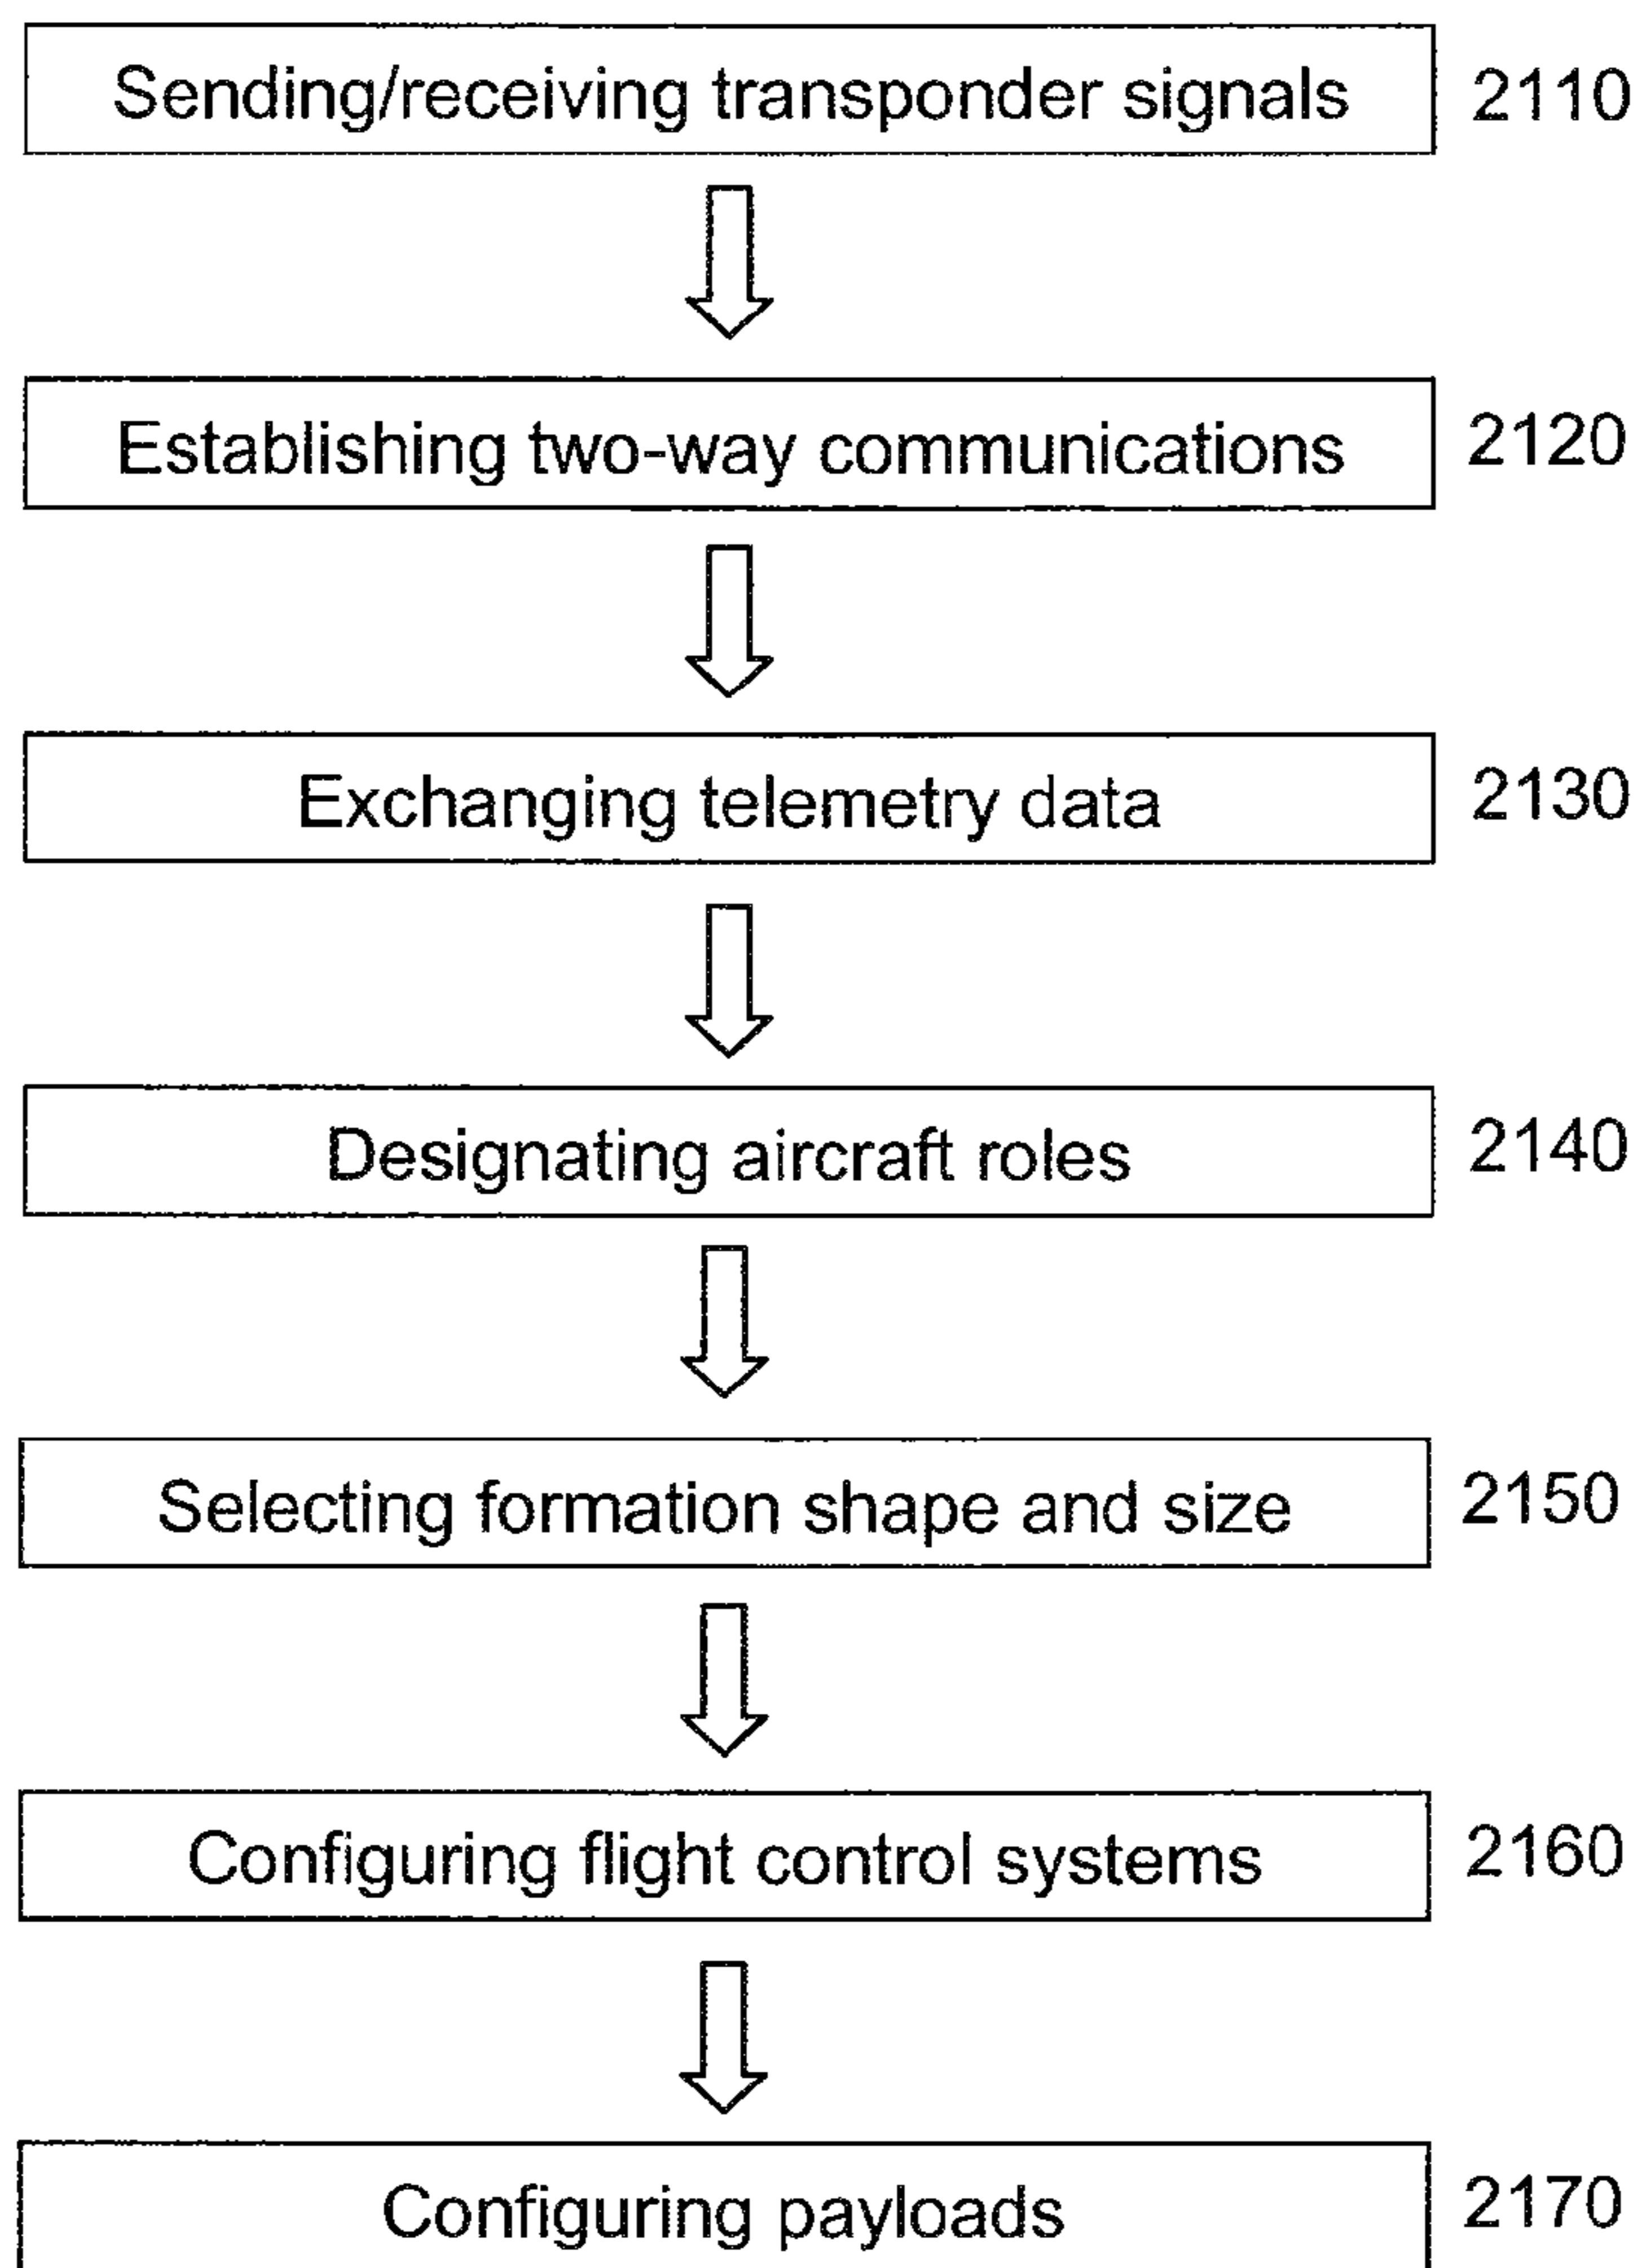 Sending/receiving transponder signals 2110
Establishing two-way communications 2120
Exchanging telemetry data 2130
Designating aircraft roles 2140
Selecting formation shape and size 2150
Configuring flight control systems 2160
Configuring payloads 2170